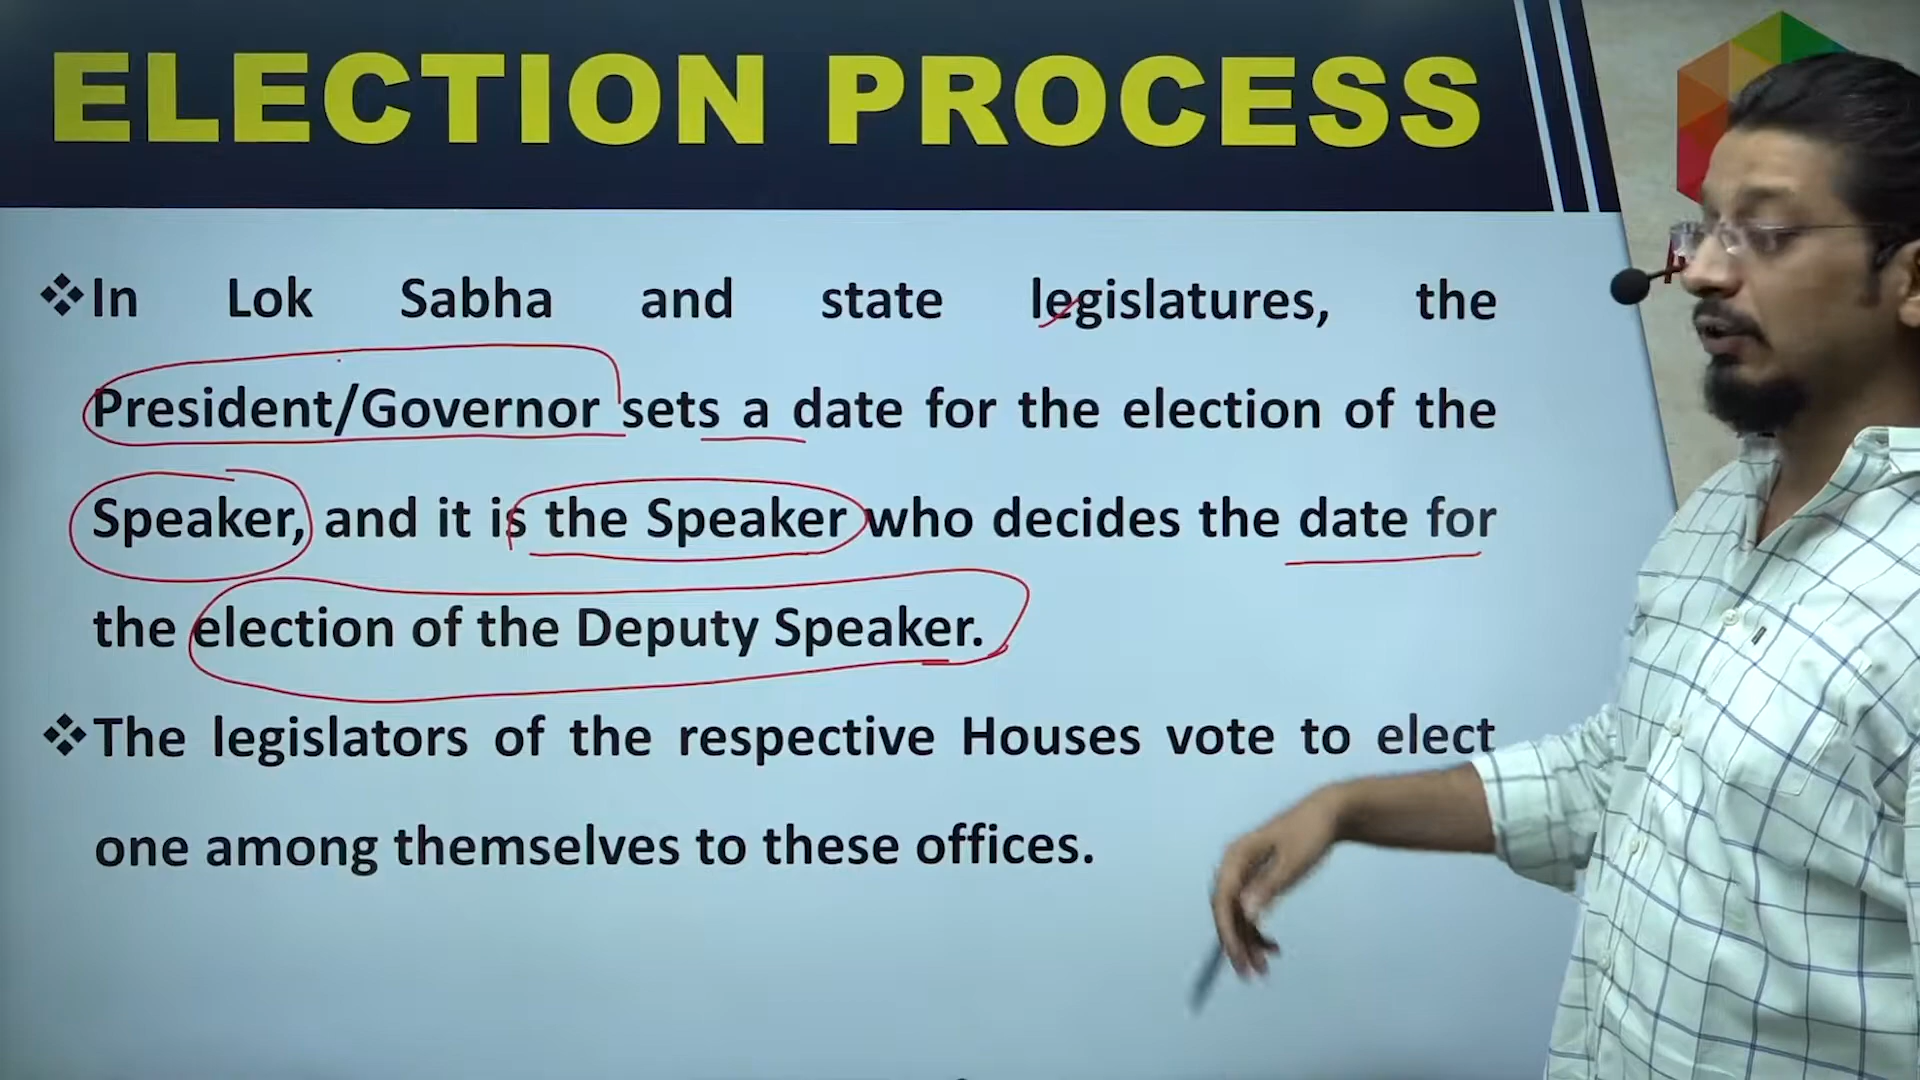 ELECTION PROCESS
❖In Lok Sabha and state legislatures, the
President/Governor sets a date for the election of the
Speaker, and it is the Speaker who decides the date for
the election of the Deputy Speaker.
❖The legislators of the respective Houses vote to elect
one among themselves to these offices.